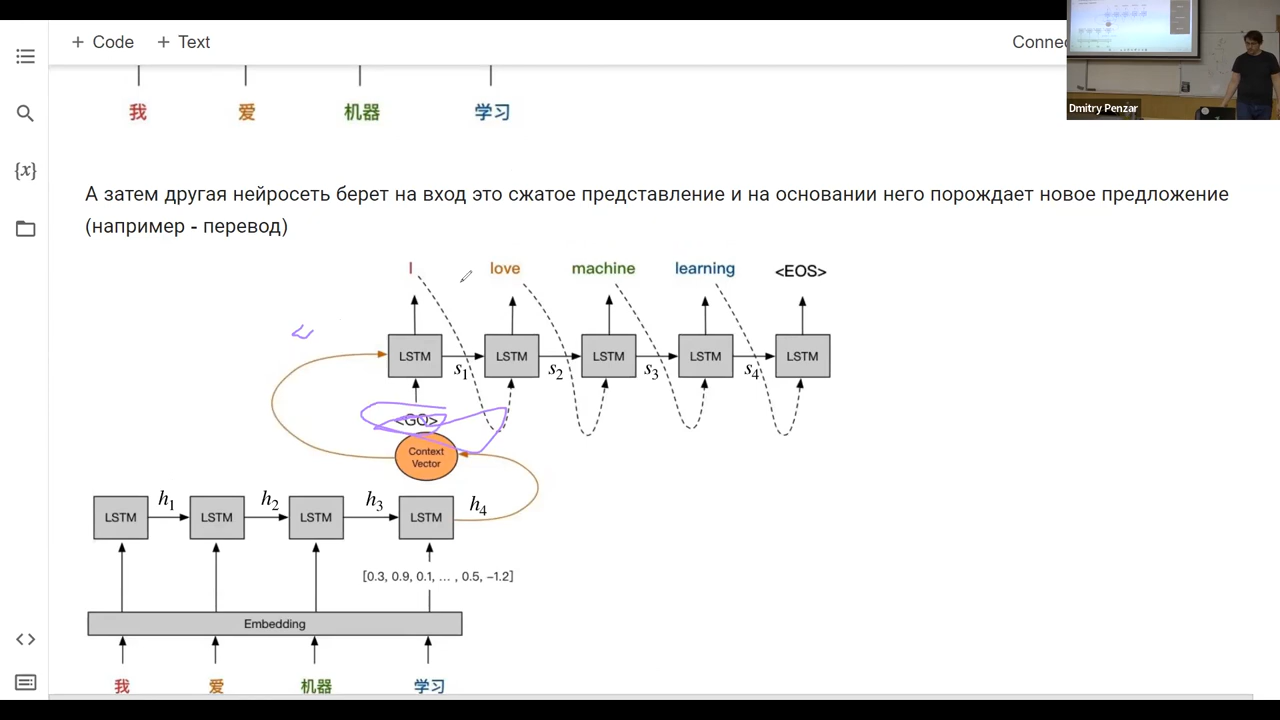 + Code + Text
Connec
我 爱 机器 学习
Dmitry Penzar
{x}
А затем другая нейросеть берет на вход это сжатое представление и на основании него порождает новое предложение
(например - перевод)
I love machine learning <EOS>
LSTM LSTM LSTM LSTM LSTM
s1 s2 s3 s4
<GO>
Context
Vector
h1 h2 h3 h4
LSTM LSTM LSTM LSTM
[0.3, 0.9, 0.1, ... , 0.5, −1.2]
Embedding
我 爱 机器 学习